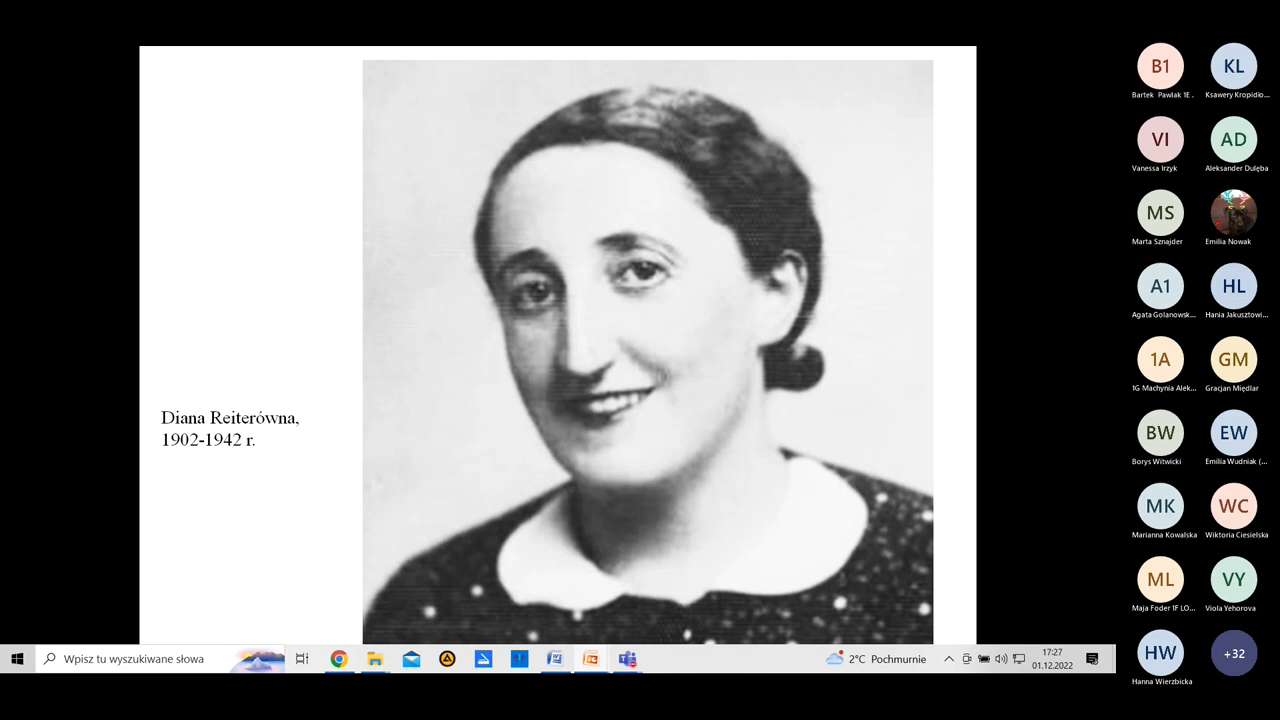 Diana Reiterówna,
1902-1942 r.
B1
KL
Bartek Pawlak 1E .
Ksawery Kropidło...
VI
AD
Vanessa Irzyk
Aleksander Dulęba
MS
Marta Sznajder
Emilia Nowak
A1
HL
Agata Golanowsk...
Hania Jakusztowi...
1A
GM
1G Machynia Alek...
Gracjan Międlar
BW
EW
Borys Witwicki
Emilia Wudniak (...
MK
WC
Marianna Kowalska
Wiktoria Ciesielska
ML
VY
Maja Foder 1F LO...
Viola Yehorova
HW
+32
Hanna Wierzbicka
Wpisz tu wyszukiwane słowa
2°C Pochmurnie
17:27
01.12.2022